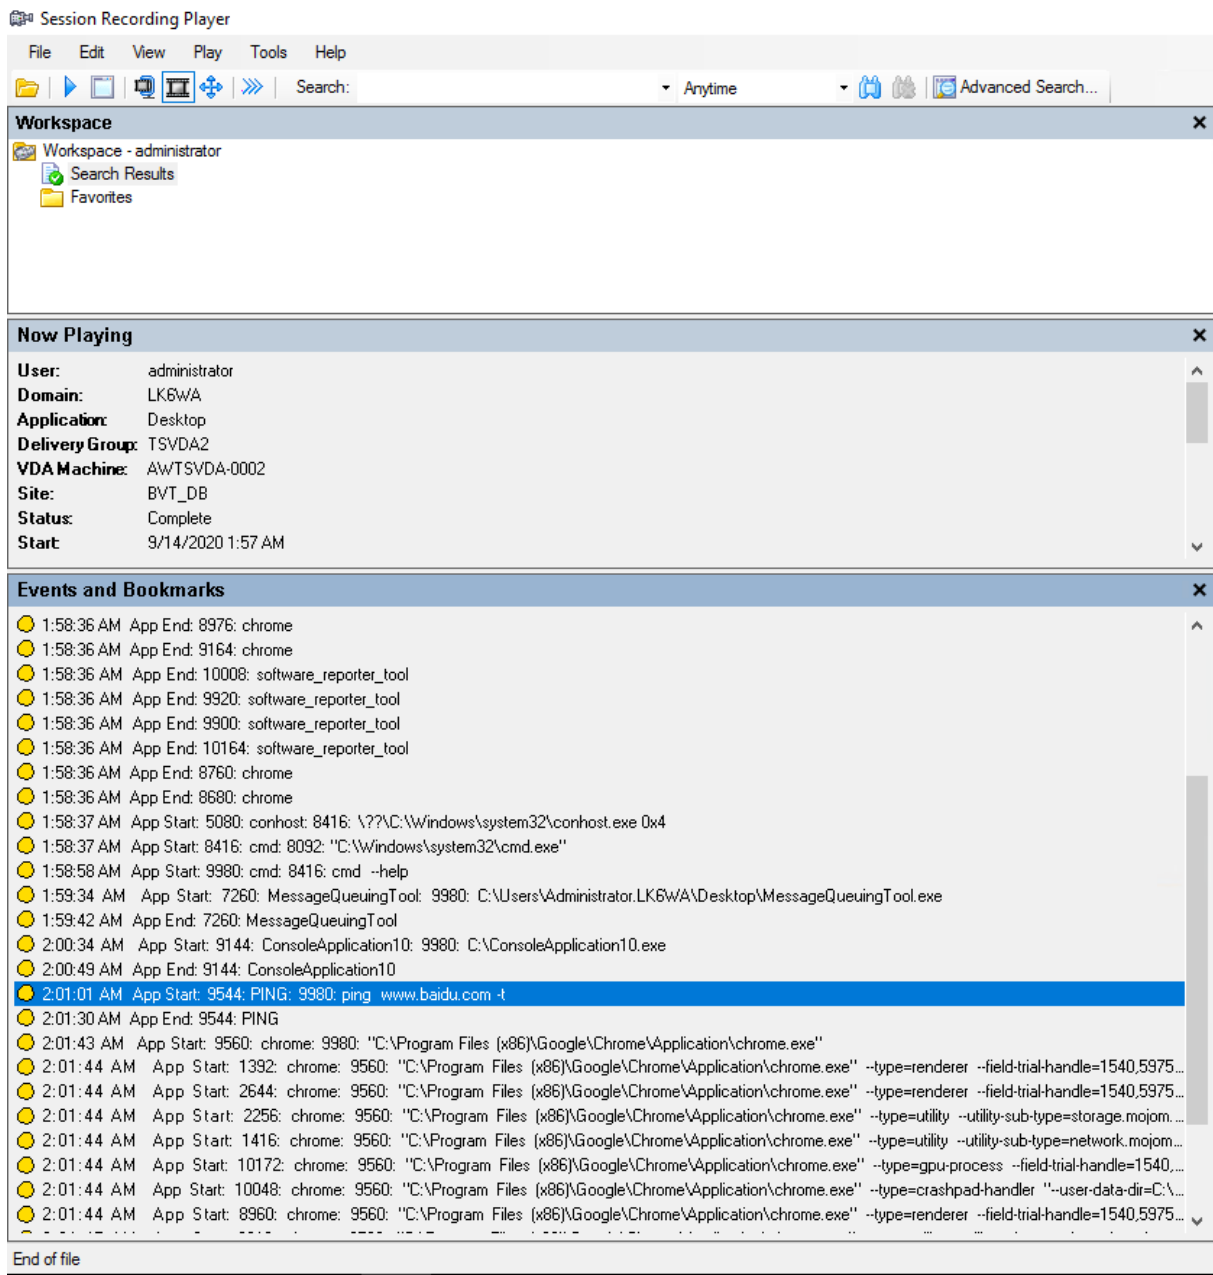 Session Recording Player
File Edit View Play Tools Help
Search: Anytime Advanced Search...
Workspace
Workspace - administrator
Search Results
Favorites
Now Playing
User: administrator
Domain: LK6WA
Application: Desktop
Delivery Group: TSVDA2
VDA Machine: AWTSVDA-0002
Site: BVT_DB
Status: Complete
Start: 9/14/2020 1:57 AM
Events and Bookmarks
1:58:36 AM App End: 8976: chrome
1:58:36 AM App End: 9164: chrome
1:58:36 AM App End: 10008: software_reporter_tool
1:58:36 AM App End: 9920: software_reporter_tool
1:58:36 AM App End: 9900: software_reporter_tool
1:58:36 AM App End: 10164: software_reporter_tool
1:58:36 AM App End: 8760: chrome
1:58:36 AM App End: 8680: chrome
1:58:37 AM App Start: 5080: conhost: 8416: \??\C:\Windows\system32\conhost.exe 0x4
1:58:37 AM App Start: 8416: cmd: 8092: "C:\Windows\system32\cmd.exe"
1:58:58 AM App Start: 9980: cmd: 8416: cmd --help
1:59:34 AM App Start: 7260: MessageQueuingTool: 9980: C:\Users\Administrator.LK6WA\Desktop\MessageQueuingTool.exe
1:59:42 AM App End: 7260: MessageQueuingTool
2:00:34 AM App Start: 9144: ConsoleApplication10: 9980: C:\ConsoleApplication10.exe
2:00:49 AM App End: 9144: ConsoleApplication10
2:01:01 AM App Start: 9544: PING: 9980: ping www.baidu.com -t
2:01:30 AM App End: 9544: PING
2:01:43 AM App Start: 9560: chrome: 9980: "C:\Program Files (x86)\Google\Chrome\Application\chrome.exe"
2:01:44 AM App Start: 1392: chrome: 9560: "C:\Program Files (x86)\Google\Chrome\Application\chrome.exe" --type=renderer --field-trial-handle=1540,5975...
2:01:44 AM App Start: 2644: chrome: 9560: "C:\Program Files (x86)\Google\Chrome\Application\chrome.exe" --type=renderer --field-trial-handle=1540,5975...
2:01:44 AM App Start: 2256: chrome: 9560: "C:\Program Files (x86)\Google\Chrome\Application\chrome.exe" --type=utility --utility-sub-type=storage.mojom....
2:01:44 AM App Start: 1416: chrome: 9560: "C:\Program Files (x86)\Google\Chrome\Application\chrome.exe" --type=utility --utility-sub-type=network.mojom...
2:01:44 AM App Start: 10172: chrome: 9560: "C:\Program Files (x86)\Google\Chrome\Application\chrome.exe" --type=gpu-process --field-trial-handle=1540,...
2:01:44 AM App Start: 10048: chrome: 9560: "C:\Program Files (x86)\Google\Chrome\Application\chrome.exe" --type=crashpad-handler "--user-data-dir=C:\...
2:01:44 AM App Start: 8960: chrome: 9560: "C:\Program Files (x86)\Google\Chrome\Application\chrome.exe" --type=renderer --field-trial-handle=1540,5975...
End of file